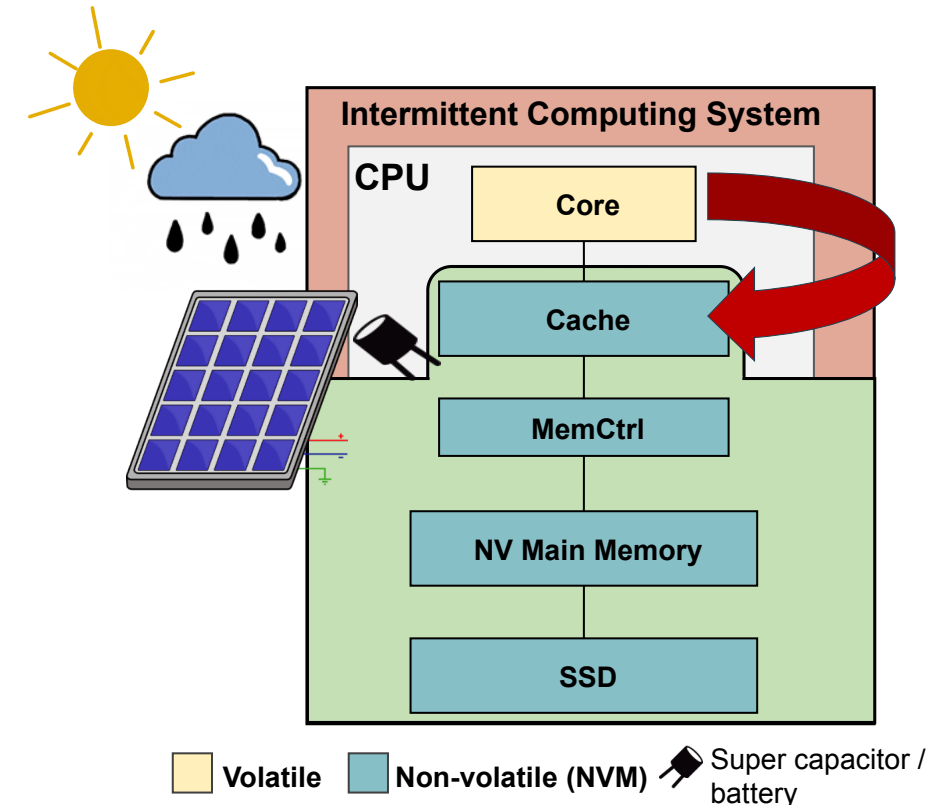 Intermittent Computing System
CPU
Core
Cache
MemCtrl
+
-
NV Main Memory
SSD
Volatile
Non-volatile (NVM)
Super capacitor /
battery